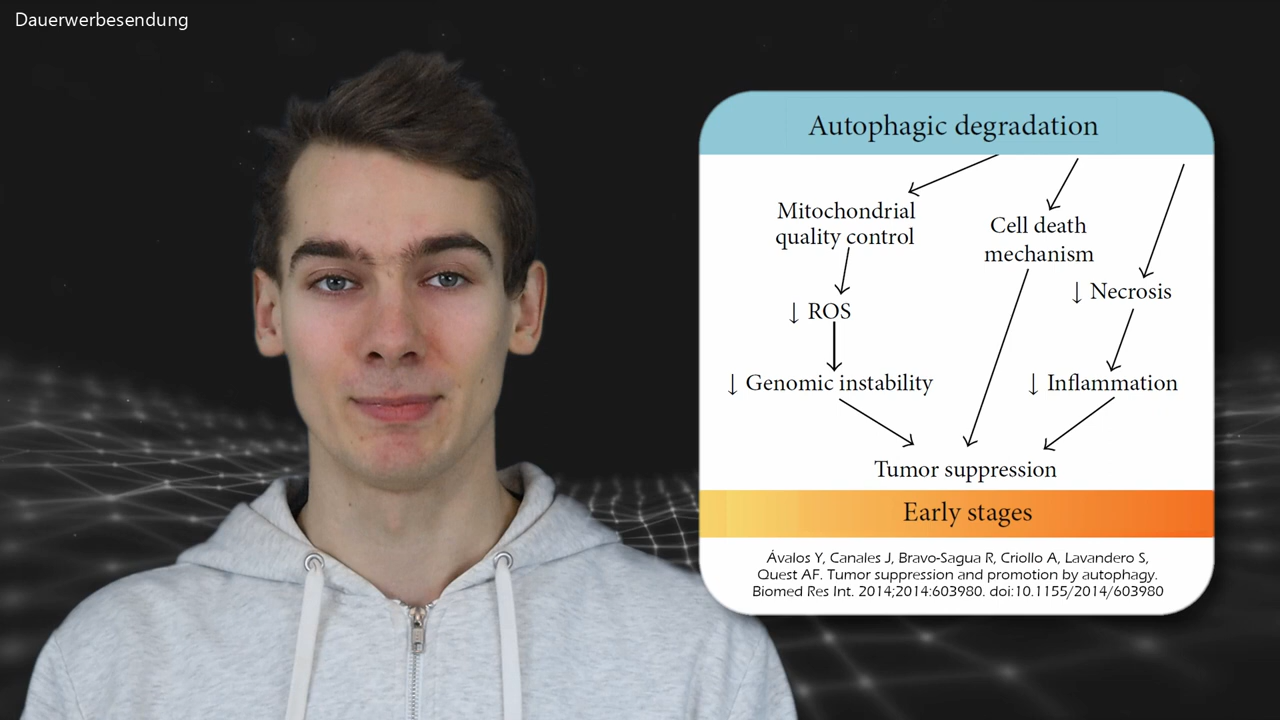 Dauerwerbesendung
Autophagic degradation
Mitochondrial
quality control
Cell death
mechanism
↓ Necrosis
↓ ROS
↓ Genomic instability
↓ Inflammation
Tumor suppression
Early stages
Ávalos Y, Canales J, Bravo-Sagua R, Criollo A, Lavandero S,
Quest AF. Tumor suppression and promotion by autophagy.
Biomed Res Int. 2014;2014:603980. doi:10.1155/2014/603980